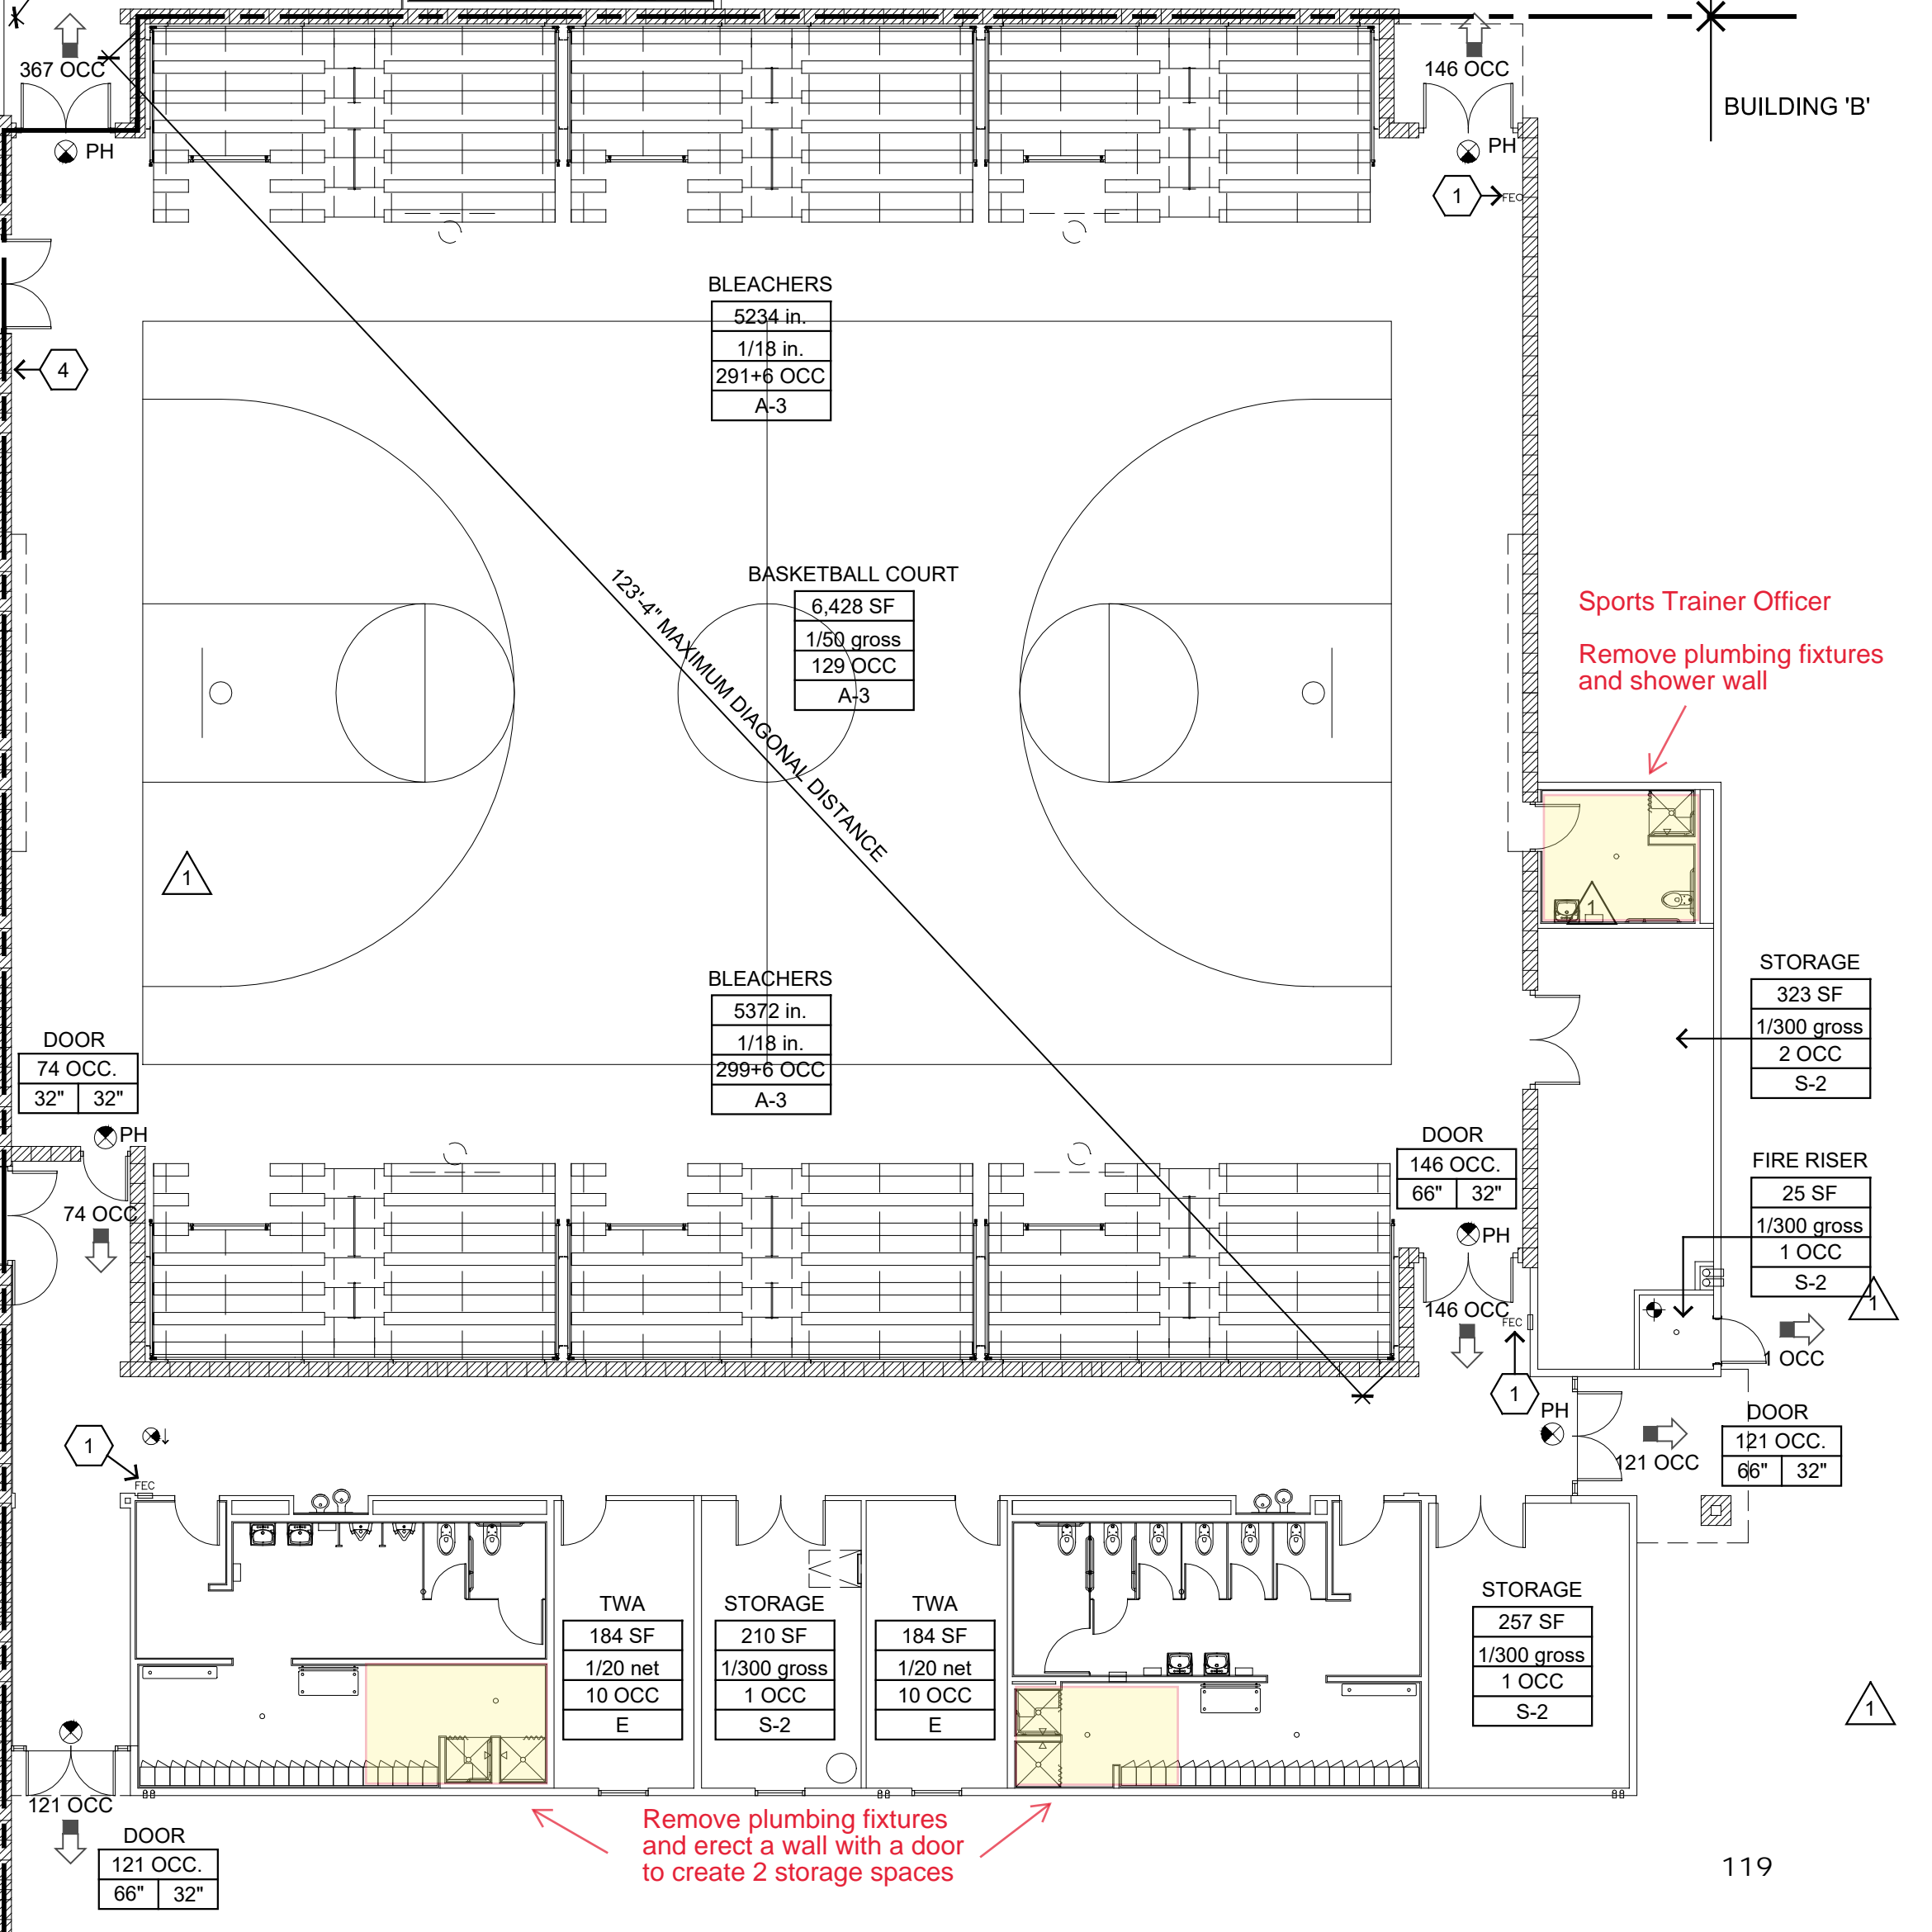 367 OCC
PH
146 OCC
BUILDING 'B'
PH
1
FEC
BLEACHERS
5234 in.
1/18 in.
291+6 OCC
A-3
4
BASKETBALL COURT
6,428 SF
1/50 gross
129 OCC
A-3
123'-4" MAXIMUM DIAGONAL DISTANCE
Sports Trainer Officer
Remove plumbing fixtures
and shower wall
1
1
BLEACHERS
5372 in.
1/18 in.
299+6 OCC
A-3
STORAGE
323 SF
1/300 gross
2 OCC
S-2
DOOR
74 OCC.
32" 32"
PH
74 OCC
DOOR
146 OCC.
66" 32"
PH
146 OCC
FEC
1
FIRE RISER
25 SF
1/300 gross
1 OCC
S-2
1
1 OCC
PH
121 OCC
DOOR
121 OCC.
66" 32"
1
FEC
TWA
184 SF
1/20 net
10 OCC
E
STORAGE
210 SF
1/300 gross
1 OCC
S-2
TWA
184 SF
1/20 net
10 OCC
E
STORAGE
257 SF
1/300 gross
1 OCC
S-2
1
121 OCC
DOOR
121 OCC.
66" 32"
Remove plumbing fixtures
and erect a wall with a door
to create 2 storage spaces
119